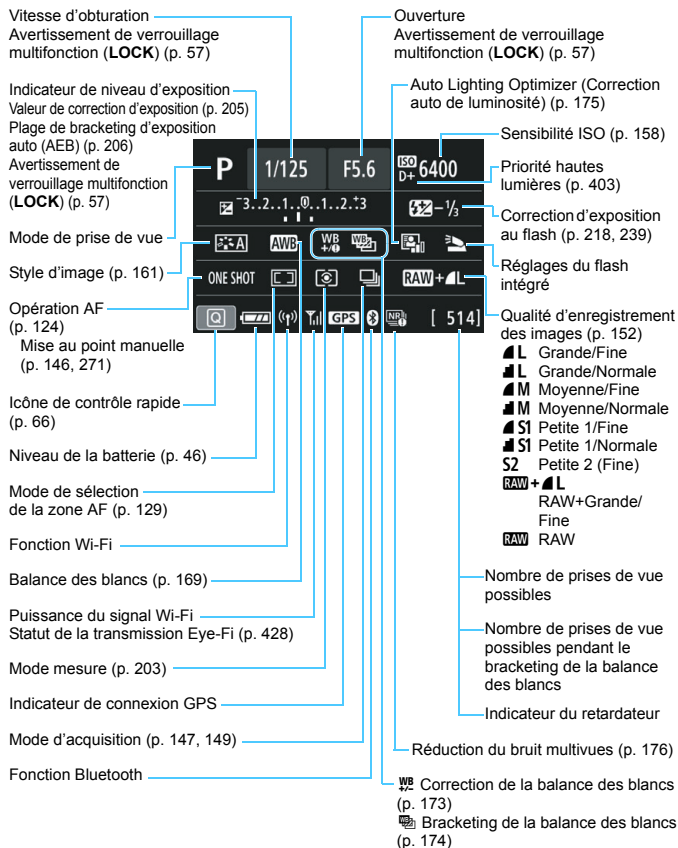 Vitesse d'obturation
Avertissement de verrouillage
multifonction (LOCK) (p. 57)
Indicateur de niveau d'exposition
Valeur de correction d'exposition (p. 205)
Plage de bracketing d'exposition
auto (AEB) (p. 206)
Avertissement de
verrouillage multifonction
(LOCK) (p. 57)
Mode de prise de vue
Style d'image (p. 161)
Opération AF
(p. 124)
Mise au point manuelle
(p. 146, 271)
Icône de contrôle rapide
(p. 66)
Niveau de la batterie (p. 46)
Mode de sélection
de la zone AF (p. 129)
Fonction Wi-Fi
Balance des blancs (p. 169)
Puissance du signal Wi-Fi
Statut de la transmission Eye-Fi (p. 428)
Mode mesure (p. 203)
Indicateur de connexion GPS
Mode d'acquisition (p. 147, 149)
Fonction Bluetooth
P 1/125 F5.6 ISO D+ 6400
-3..2..1..0..1..2..+3 -1/3
A AWB WB +/- WB
ONE SHOT RAW+L
Q GPS NR [ 514]
Ouverture
Avertissement de verrouillage
multifonction (LOCK) (p. 57)
Auto Lighting Optimizer (Correction
auto de luminosité) (p. 175)
Sensibilité ISO (p. 158)
Priorité hautes
lumières (p. 403)
Correction d'exposition
au flash (p. 218, 239)
Réglages du flash
intégré
Qualité d'enregistrement
des images (p. 152)
L Grande/Fine
L Grande/Normale
M Moyenne/Fine
M Moyenne/Normale
S1 Petite 1/Fine
S1 Petite 1/Normale
S2 Petite 2 (Fine)
RAW+L
RAW+Grande/
Fine
RAW RAW
Nombre de prises de vue
possibles
Nombre de prises de vue
possibles pendant le
bracketing de la balance
des blancs
Indicateur du retardateur
Réduction du bruit multivues (p. 176)
WB +/- Correction de la balance des blancs
(p. 173)
WB Bracketing de la balance des blancs
(p. 174)